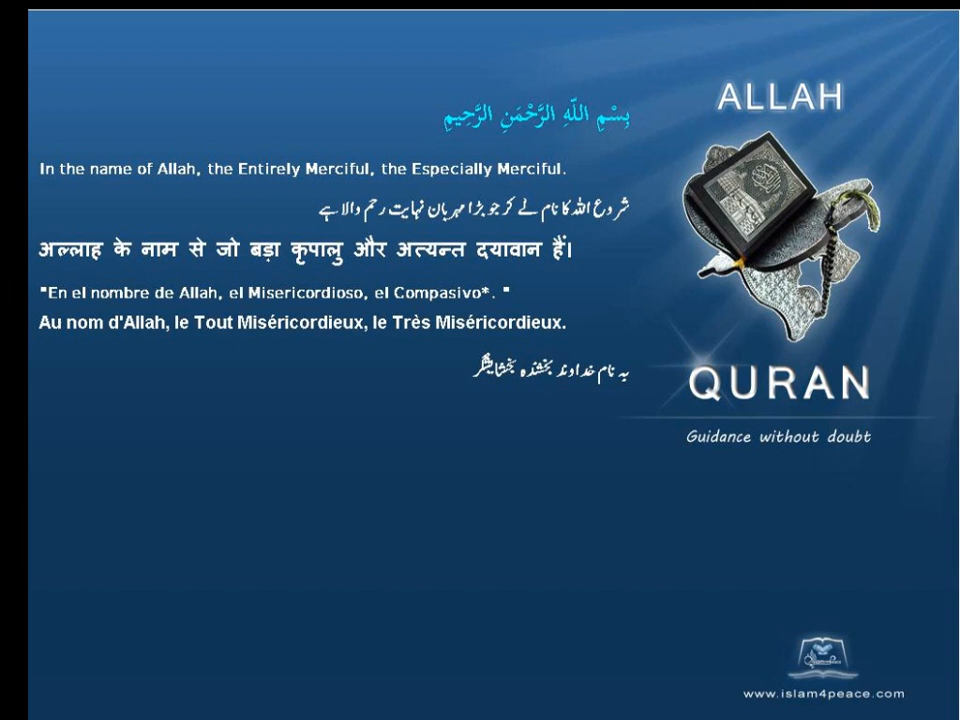 بِسْمِ اللّهِ الرَّحْمَنِ الرَّحِيمِ
In the name of Allah, the Entirely Merciful, the Especially Merciful.
شروع اللہ کا نام لے کر جو بڑا مہربان نہایت رحم والا ہے
अल्लाह के नाम से जो बड़ा कृपालु और अत्यन्त दयावान हैं।
"En el nombre de Allah, el Misericordioso, el Compasivo*. "
Au nom d'Allah, le Tout Miséricordieux, le Très Miséricordieux.
به نام خداوند بخشنده بخشایشگر
ALLAH
QURAN
Guidance without doubt
www.islam4peace.com